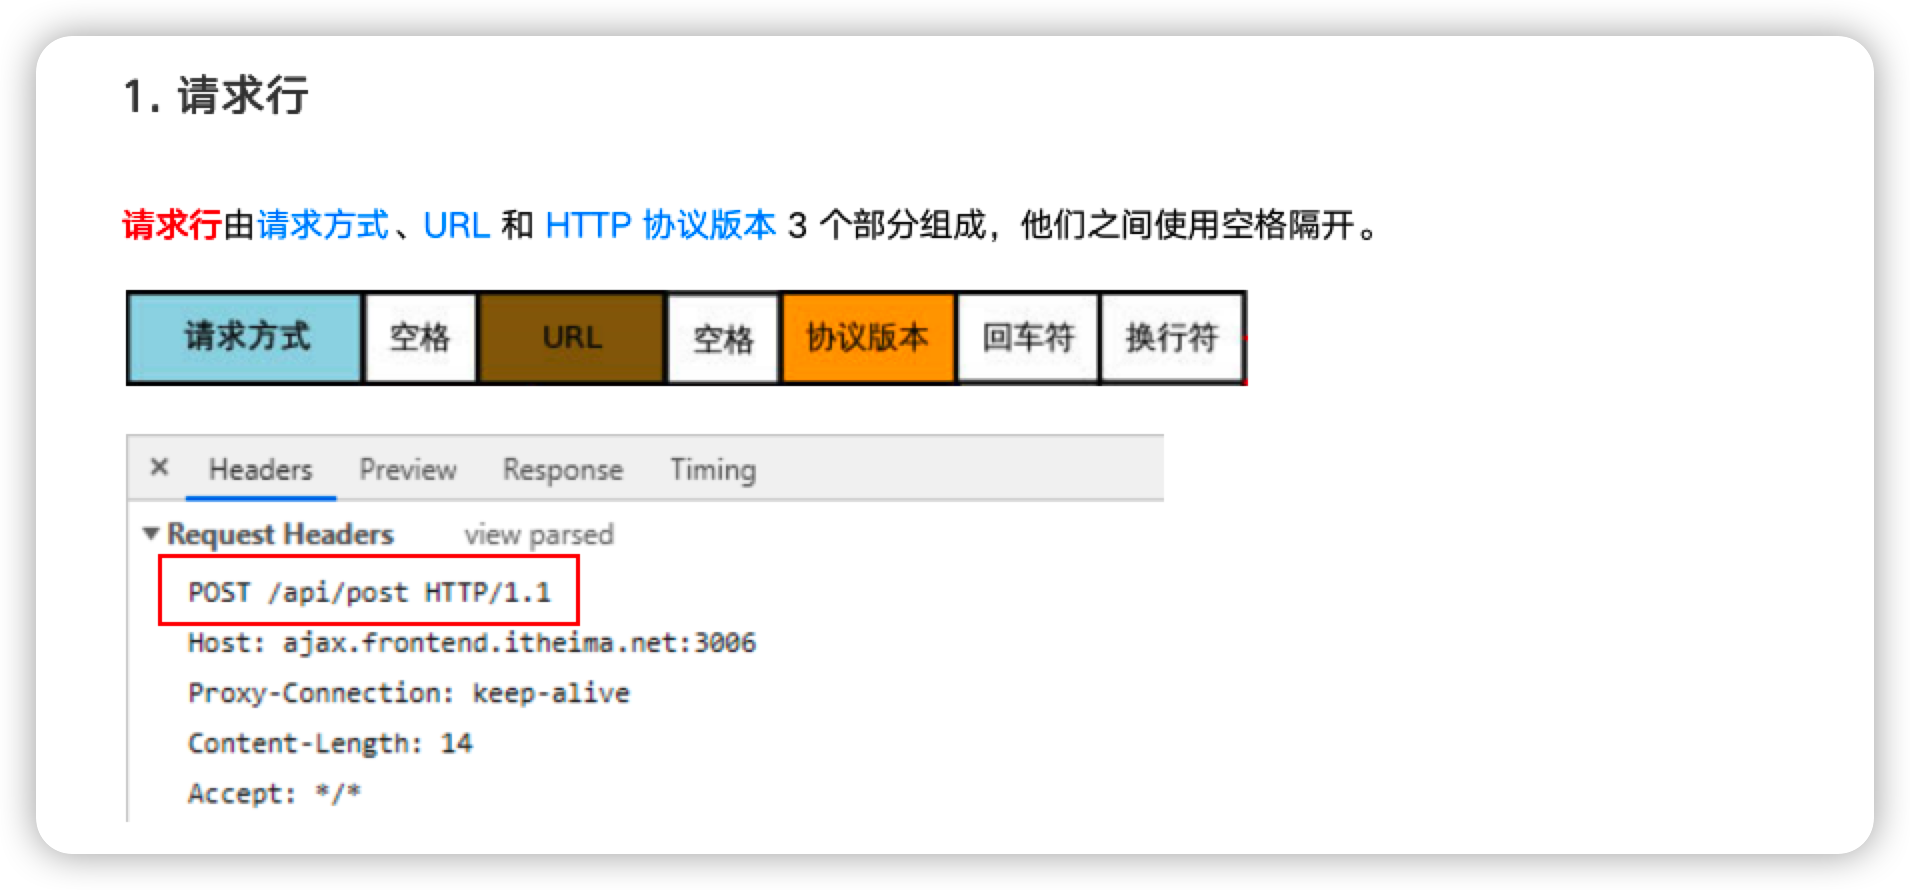 1. 请求行
请求行由请求方式、URL 和 HTTP 协议版本 3 个部分组成，他们之间使用空格隔开。
请求方式 空格 URL 空格 协议版本 回车符 换行符
× Headers Preview Response Timing
▼ Request Headers view parsed
POST /api/post HTTP/1.1
Host: ajax.frontend.itheima.net:3006
Proxy-Connection: keep-alive
Content-Length: 14
Accept: */*